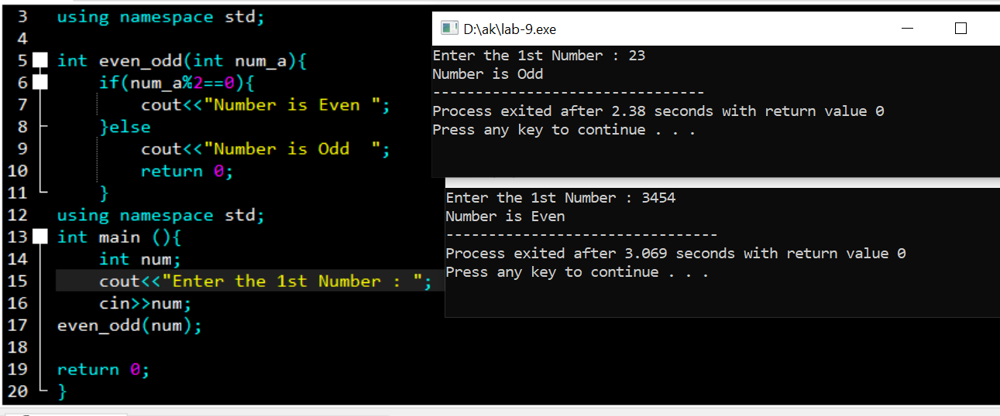 3 using namespace std;
4
5 int even_odd(int num_a){
6 if(num_a%2==0){
7 cout<<"Number is Even ";
8 }else
9 cout<<"Number is Odd  ";
10 return 0;
11 }
12 using namespace std;
13 int main (){
14 int num;
15 cout<<"Enter the 1st Number : ";
16 cin>>num;
17 even_odd(num);
18
19 return 0;
20 }
D:\ak\lab-9.exe
Enter the 1st Number : 23
Number is Odd
--------------------------------
Process exited after 2.38 seconds with return value 0
Press any key to continue . . .
Enter the 1st Number : 3454
Number is Even
--------------------------------
Process exited after 3.069 seconds with return value 0
Press any key to continue . . .